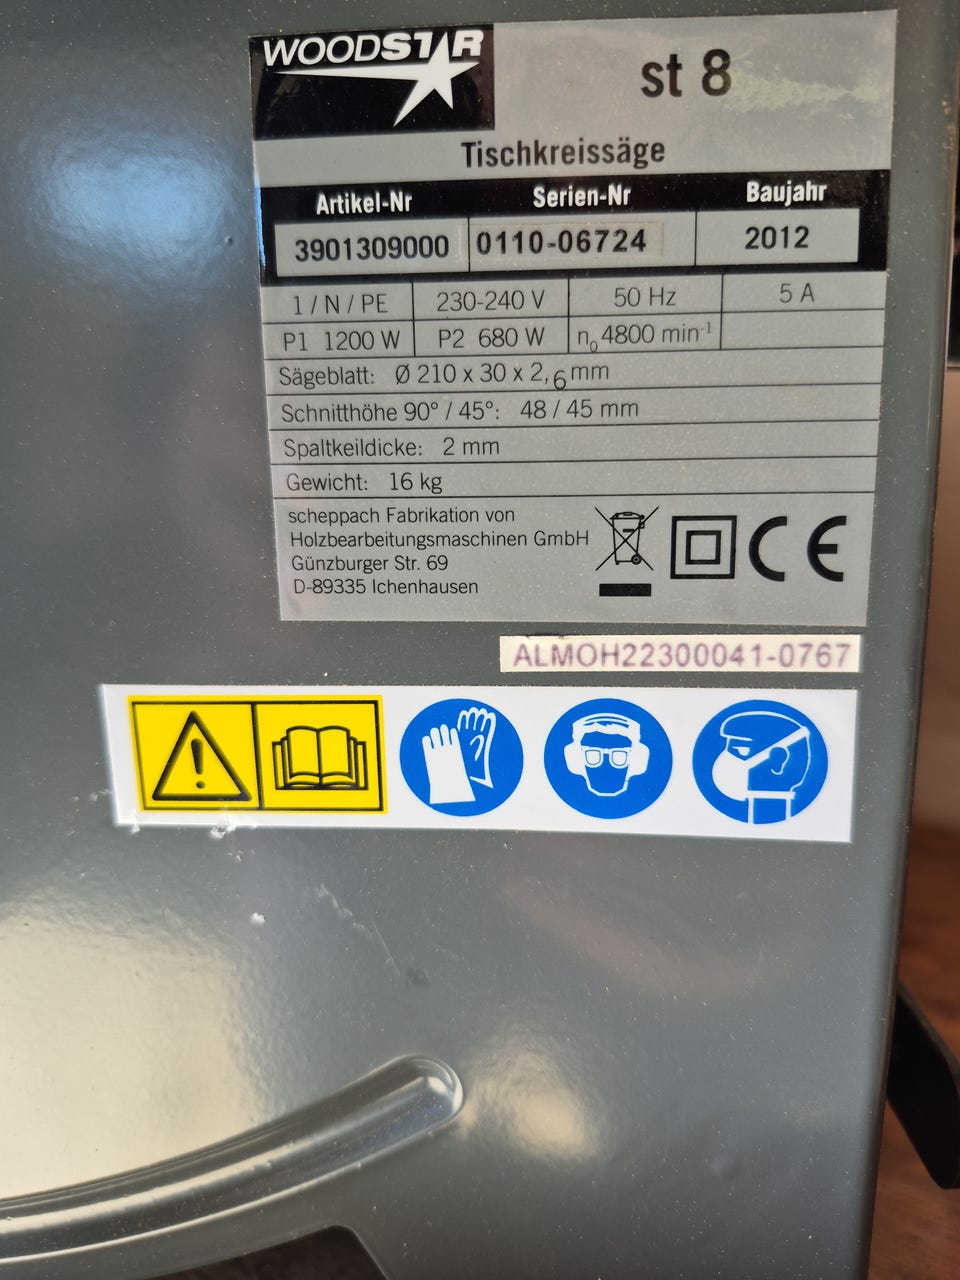 WOODSTAR
st 8
Tischkreissäge
Artikel-Nr Serien-Nr Baujahr
3901309000 0110-06724 2012
1 / N / PE 230-240 V 50 Hz 5 A
P1 1200 W P2 680 W n₀ 4800 min⁻¹
Sägeblatt: Ø 210 x 30 x 2,6 mm
Schnitthöhe 90° / 45°: 48 / 45 mm
Spaltkeildicke: 2 mm
Gewicht: 16 kg
scheppach Fabrikation von
Holzbearbeitungsmaschinen GmbH
Günzburger Str. 69
D-89335 Ichenhausen
CE
ALMOH22300041-0767